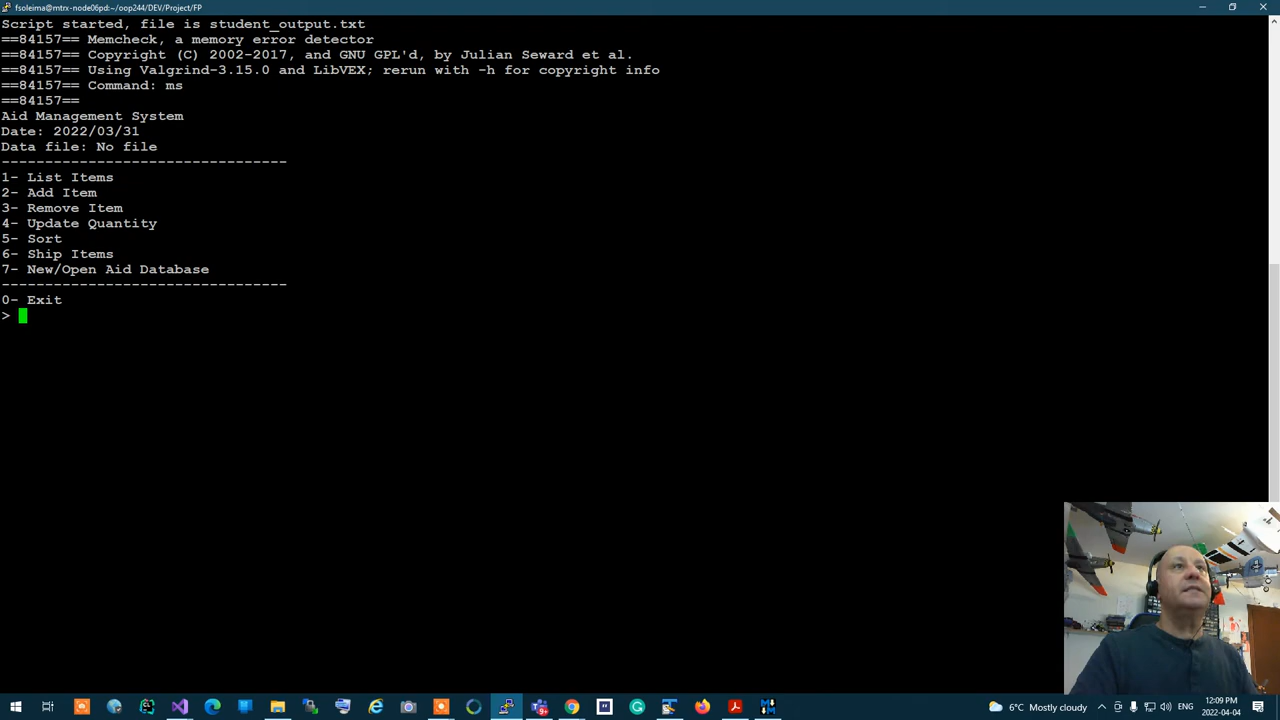 fsoleima@mtrx-node06pd:~/oop244/DEV/Project/FP
Script started, file is student_output.txt
==84157== Memcheck, a memory error detector
==84157== Copyright (C) 2002-2017, and GNU GPL'd, by Julian Seward et al.
==84157== Using Valgrind-3.15.0 and LibVEX; rerun with -h for copyright info
==84157== Command: ms
==84157==
Aid Management System
Date: 2022/03/31
Data file: No file
---------------------------------
1- List Items
2- Add Item
3- Remove Item
4- Update Quantity
5- Sort
6- Ship Items
7- New/Open Aid Database
---------------------------------
0- Exit
>
6°C Mostly cloudy
ENG
12:09 PM
2022-04-04